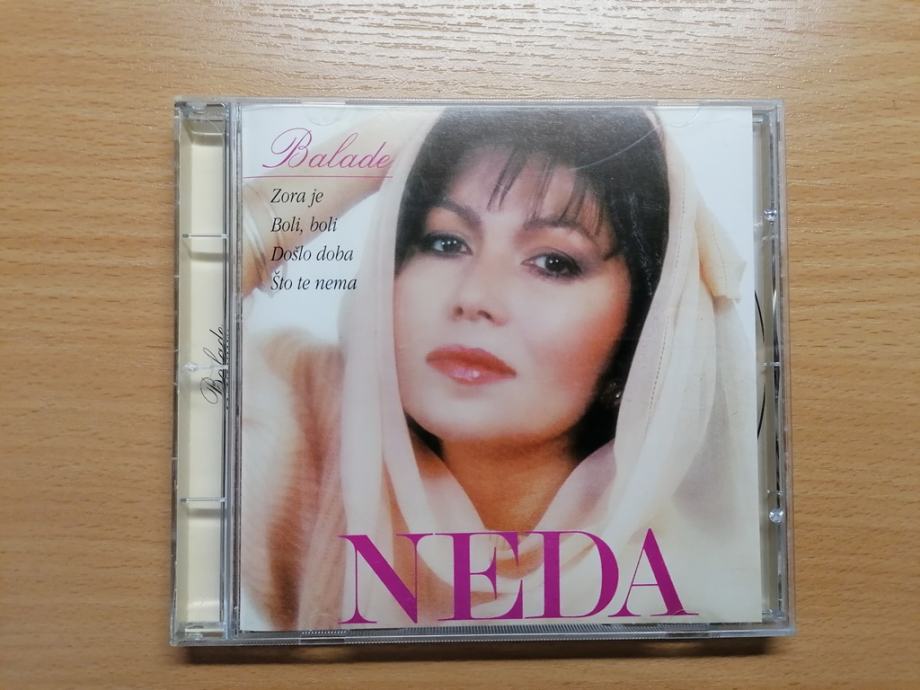 Balade
Zora je
Boli, boli
Došlo doba
Što te nema
Balade
NEDA